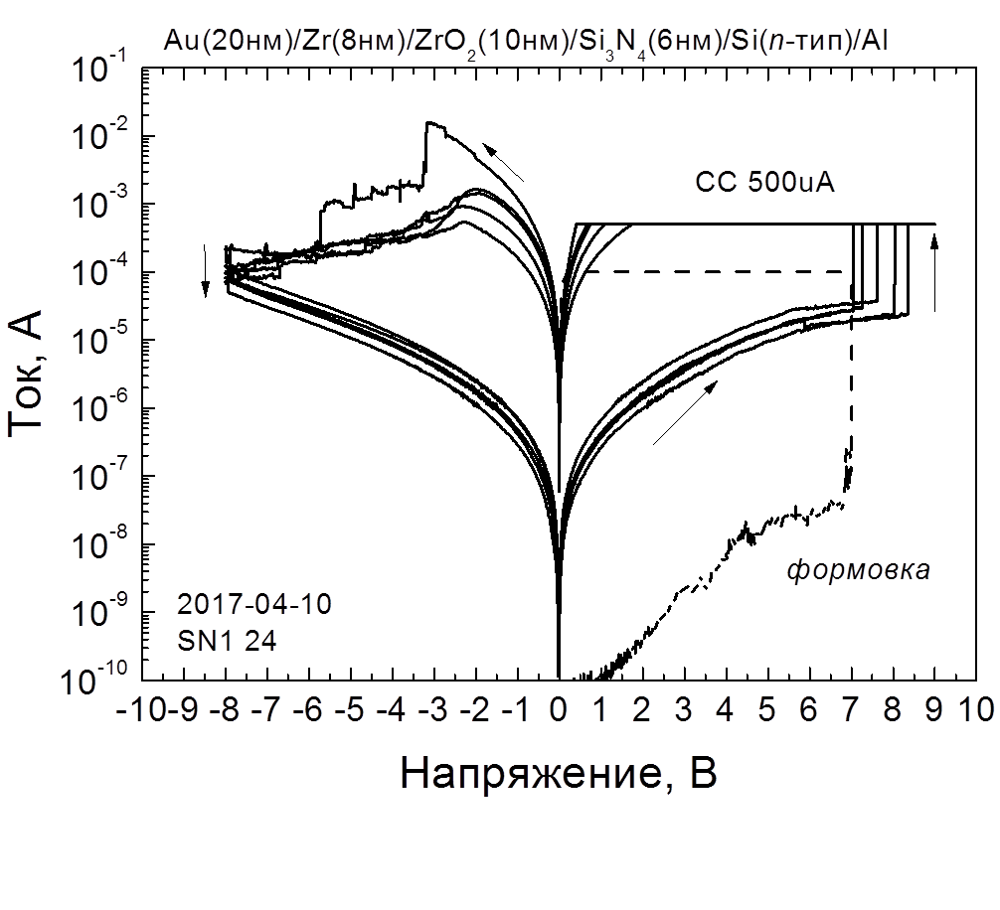 Au(20нм)/Zr(8нм)/ZrO₂(10нм)/Si₃N₄(6нм)/Si(n-тип)/Al
10⁻¹
10⁻²
10⁻³
10⁻⁴
10⁻⁵
10⁻⁶
10⁻⁷
10⁻⁸
10⁻⁹
10⁻¹⁰
Ток, А
CC 500uA
формовка
2017-04-10
SN1 24
-10 -9 -8 -7 -6 -5 -4 -3 -2 -1 0 1 2 3 4 5 6 7 8 9 10
Напряжение, В